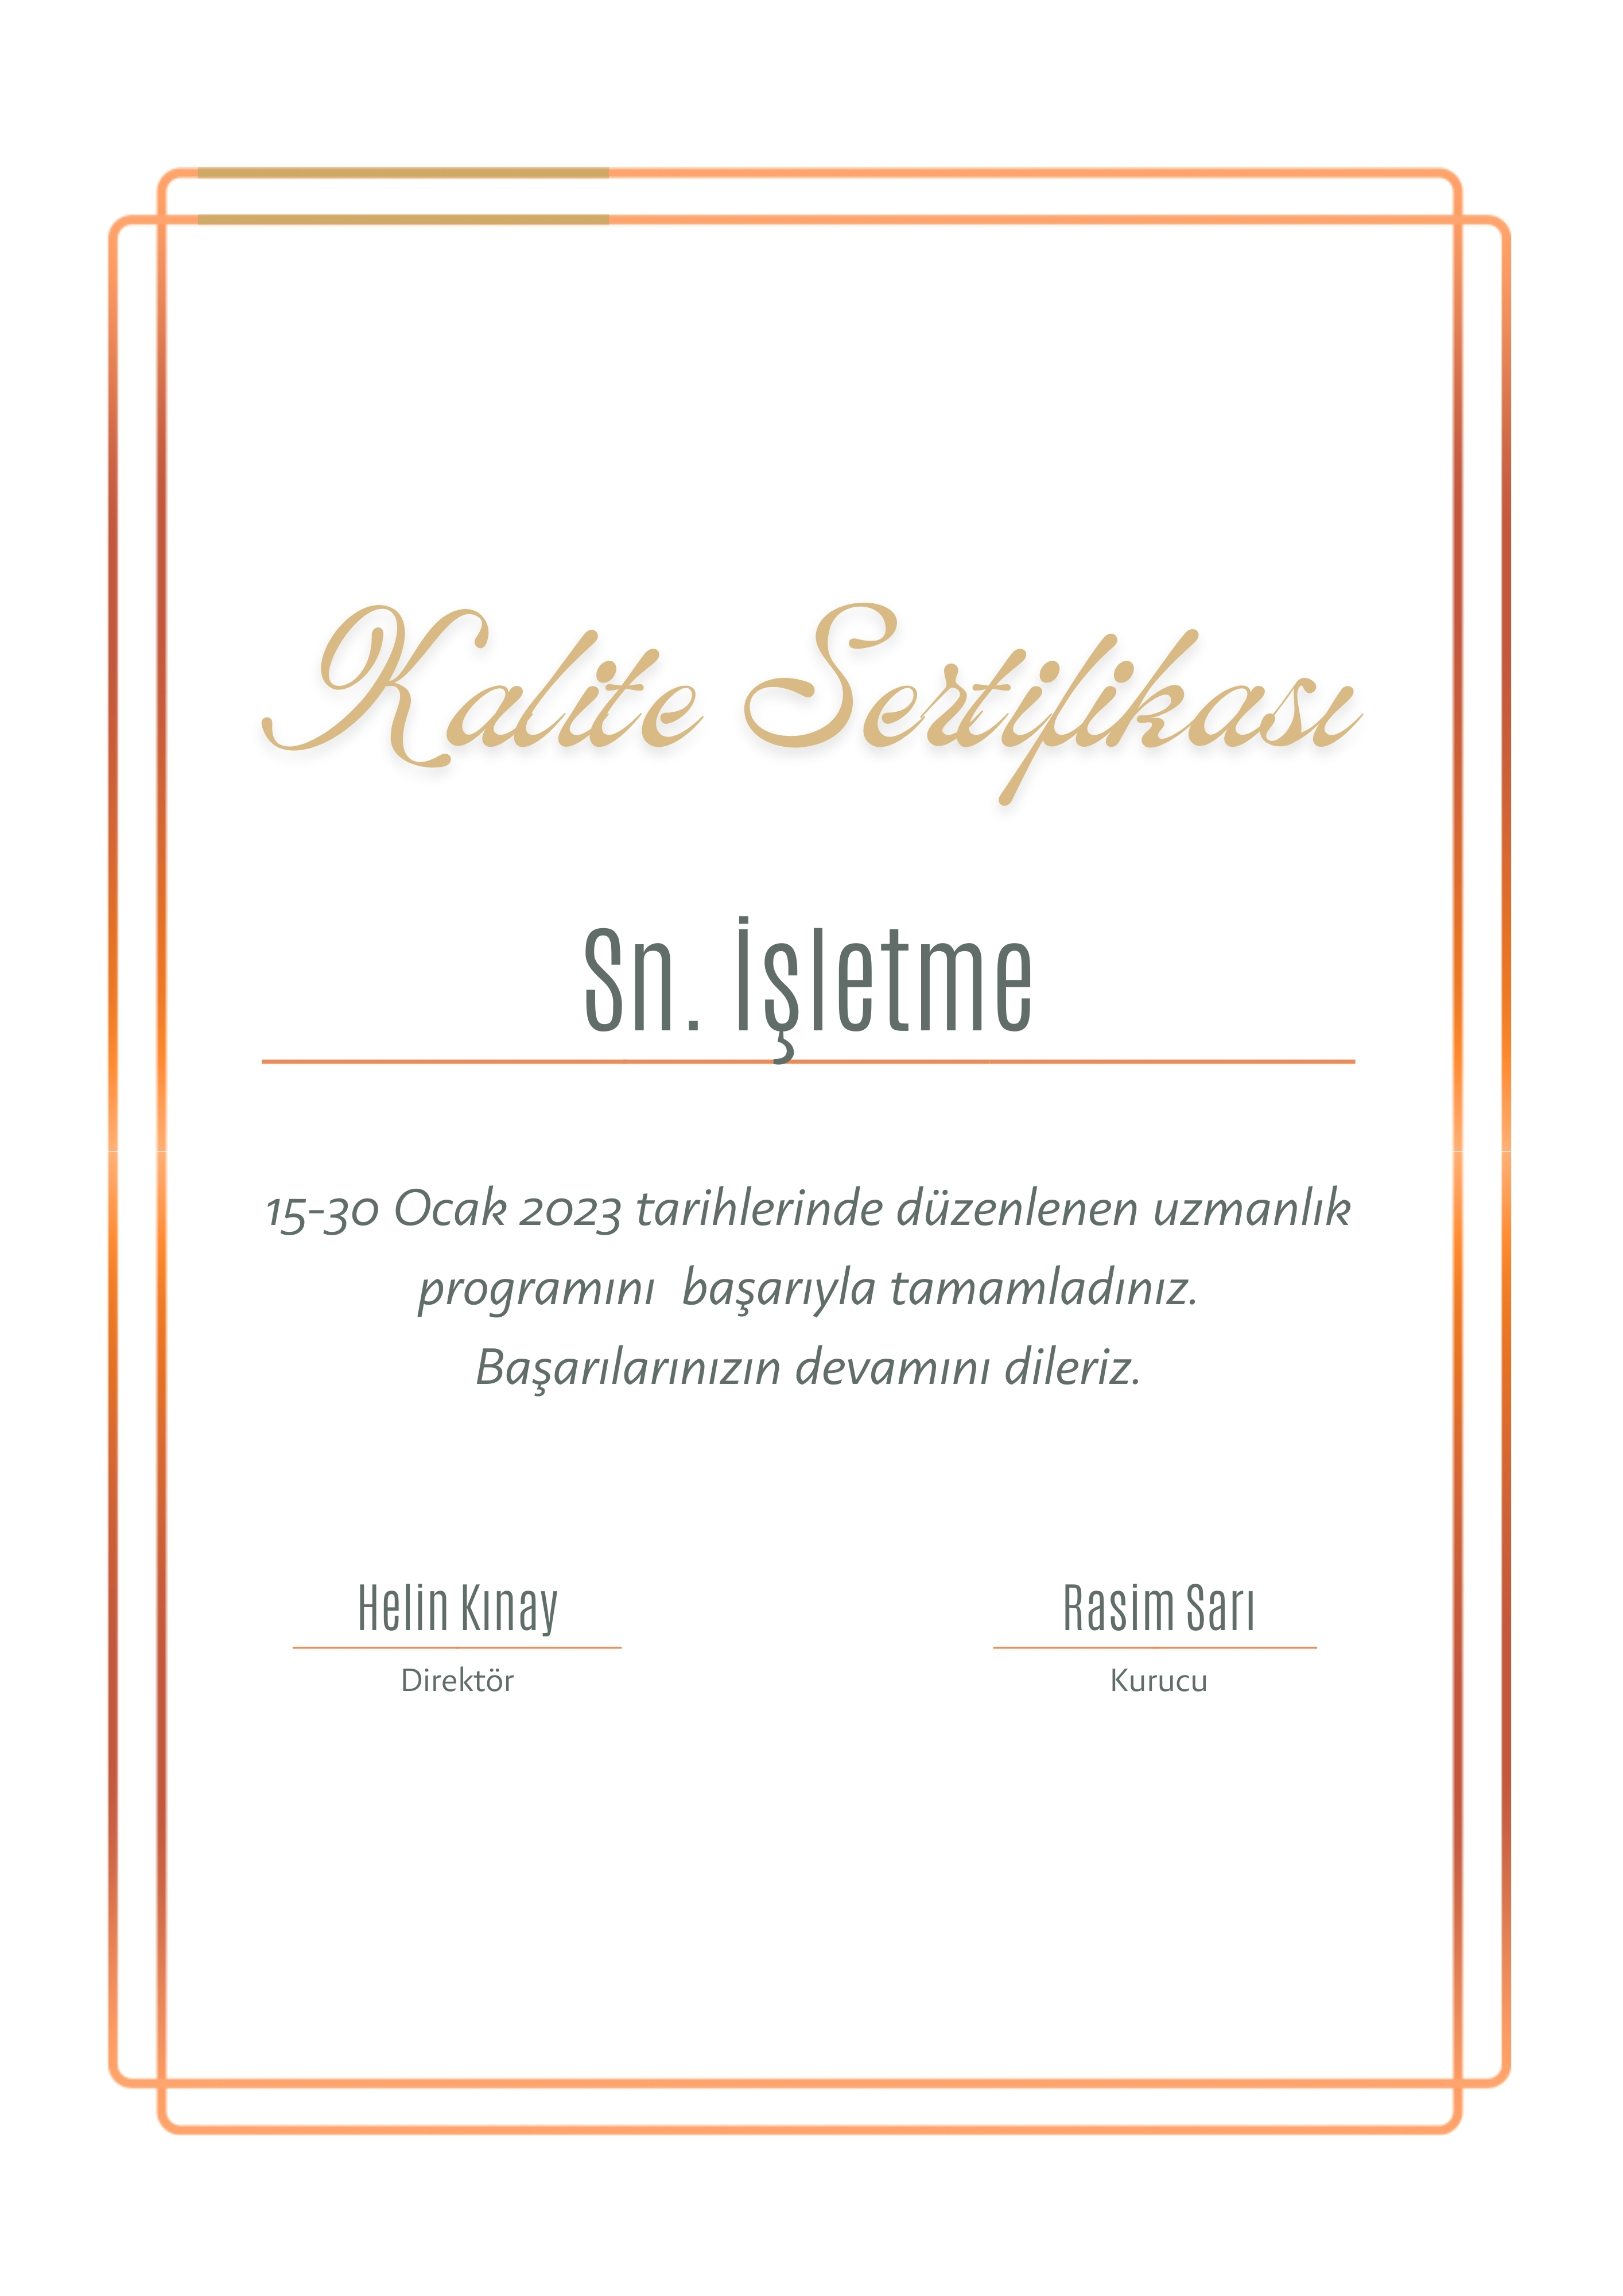 Kalite Sertifikası
Sn. İşletme
15-30 Ocak 2023 tarihlerinde düzenlenen uzmanlık
programını  başarıyla tamamladınız.
Başarılarınızın devamını dileriz.
Helin Kınay
Direktör
Rasim Sarı
Kurucu